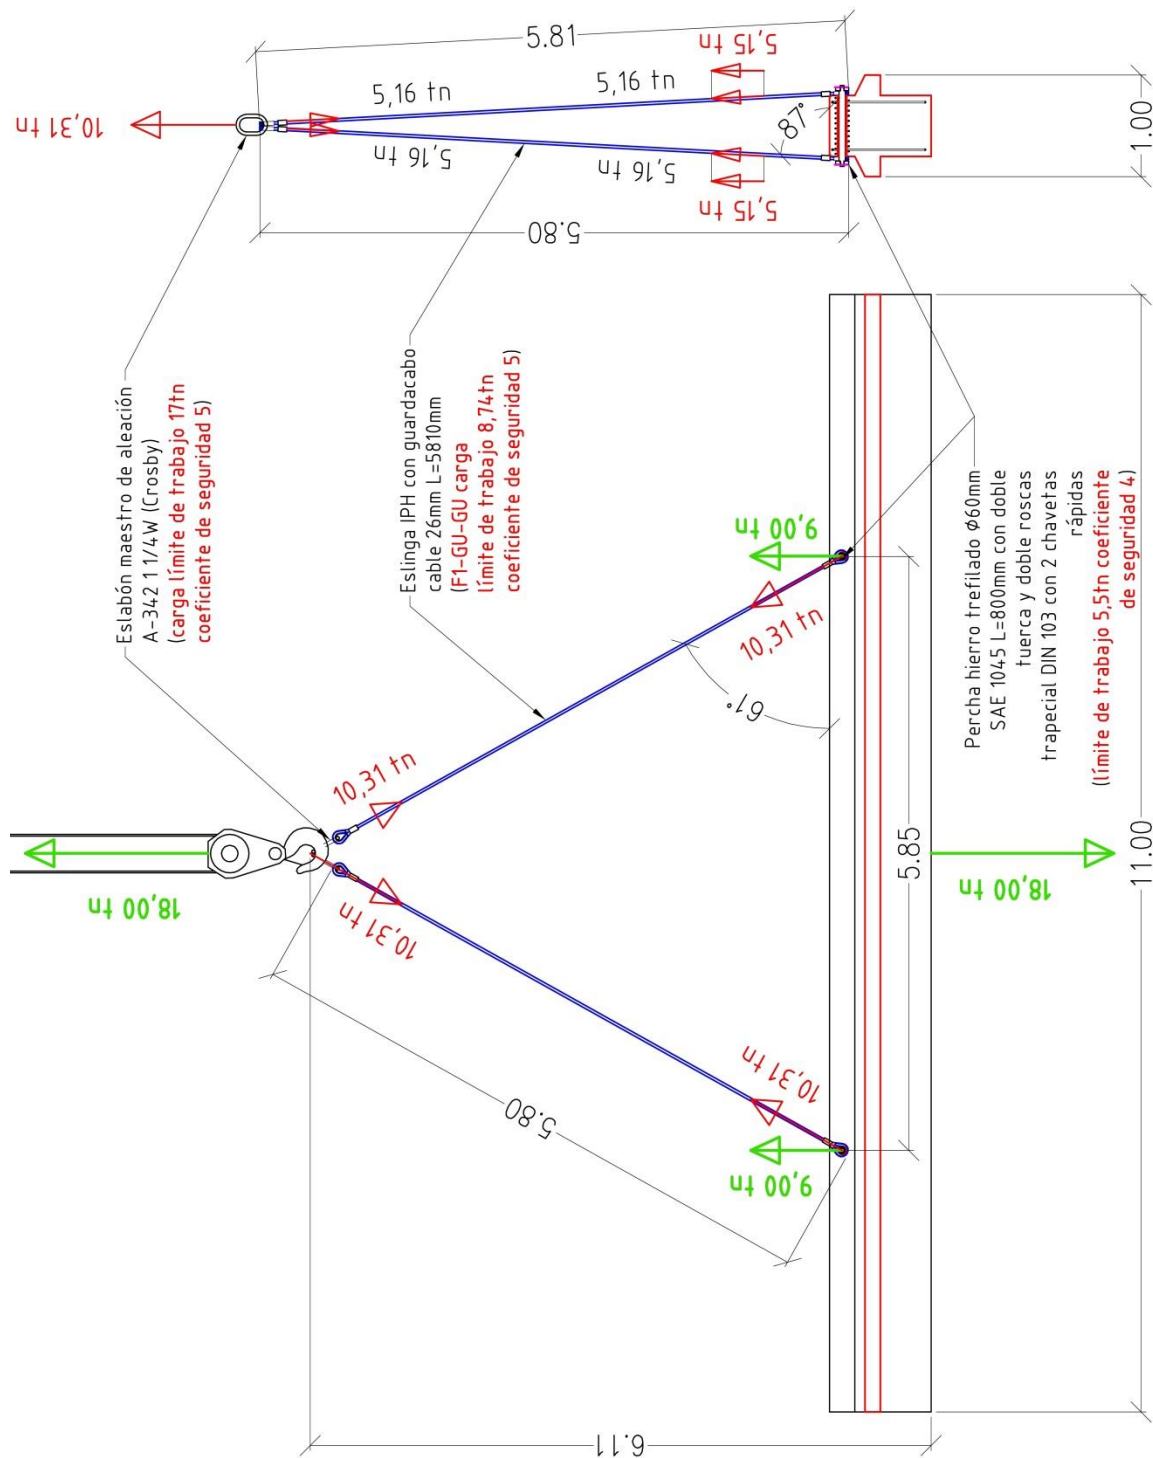 10,31 tn
5.81
5,16 tn
5,16 tn
5,15 tn
5,16 tn
5,16 tn
5,15 tn
5.80
87°
1.00
Eslabón maestro de aleación
A-342 1 1/4W (Crosby)
(carga límite de trabajo 17tn
coeficiente de seguridad 5)
Eslinga IPH con guardacabo
cable 26mm L=5810mm
(F1-GU-GU carga
límite de trabajo 8,74tn
coeficiente de seguridad 5)
Percha hierro trefilado ϕ60mm
SAE 1045 L=800mm con doble
tuerca y doble roscas
trapecial DIN 103 con 2 chavetas
rápidas
(límite de trabajo 5,5tn coeficiente
de seguridad 4)
18,00 tn
10,31 tn
10,31 tn
9,00 tn
10,31 tn
61°
5.80
10,31 tn
9,00 tn
5.85
18,00 tn
11.00
6.11